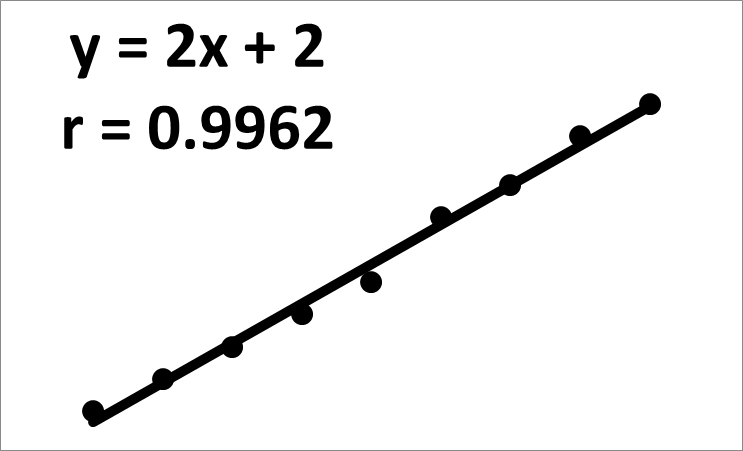 y = 2x + 2
r = 0.9962